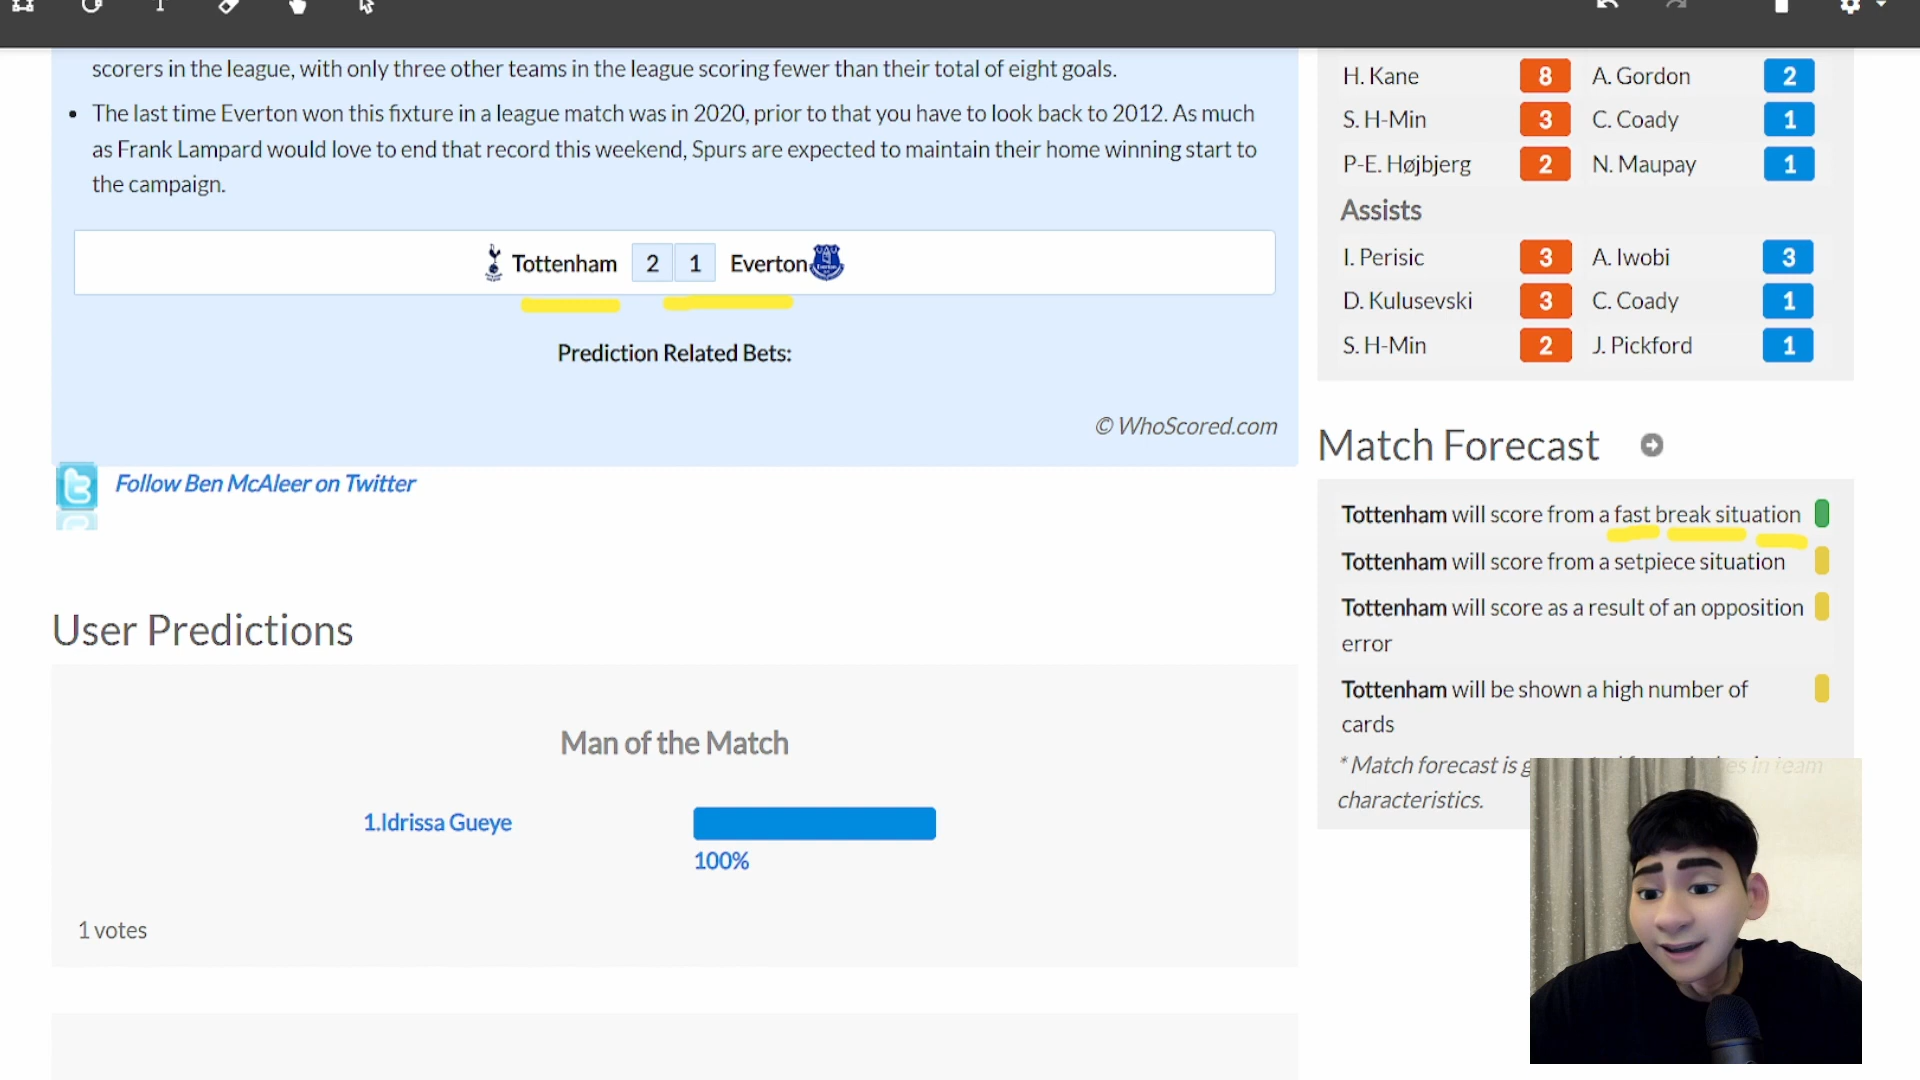 scorers in the league, with only three other teams in the league scoring fewer than their total of eight goals.
The last time Everton won this fixture in a league match was in 2020, prior to that you have to look back to 2012. As much
as Frank Lampard would love to end that record this weekend, Spurs are expected to maintain their home winning start to
the campaign.
Tottenham 2 1 Everton
Prediction Related Bets:
© WhoScored.com
Follow Ben McAleer on Twitter
User Predictions
Man of the Match
1.Idrissa Gueye
100%
1 votes
H. Kane 8 A. Gordon 2
S. H-Min 3 C. Coady 1
P-E. Højbjerg 2 N. Maupay 1
Assists
I. Perisic 3 A. Iwobi 3
D. Kulusevski 3 C. Coady 1
S. H-Min 2 J. Pickford 1
Match Forecast
Tottenham will score from a fast break situation
Tottenham will score from a setpiece situation
Tottenham will score as a result of an opposition
error
Tottenham will be shown a high number of
cards
* Match forecast is in team
characteristics.